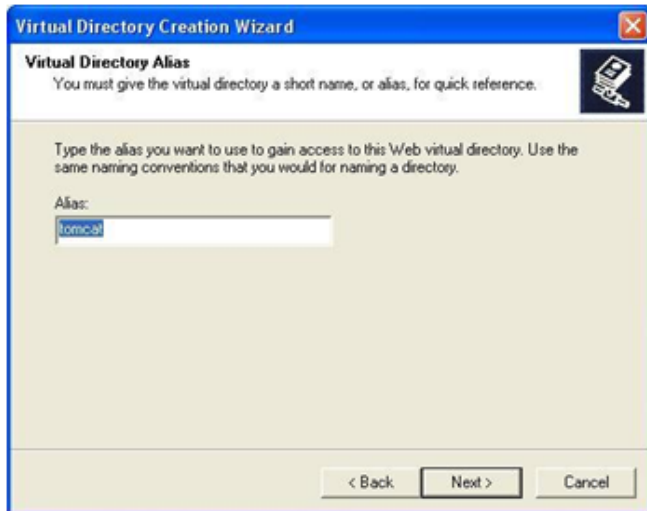 Virtual Directory Creation Wizard
Virtual Directory Alias
You must give the virtual directory a short name, or alias, for quick reference.
Type the alias you want to use to gain access to this Web virtual directory. Use the
same naming conventions that you would for naming a directory.
Alias:
tomcat
< Back Next > Cancel